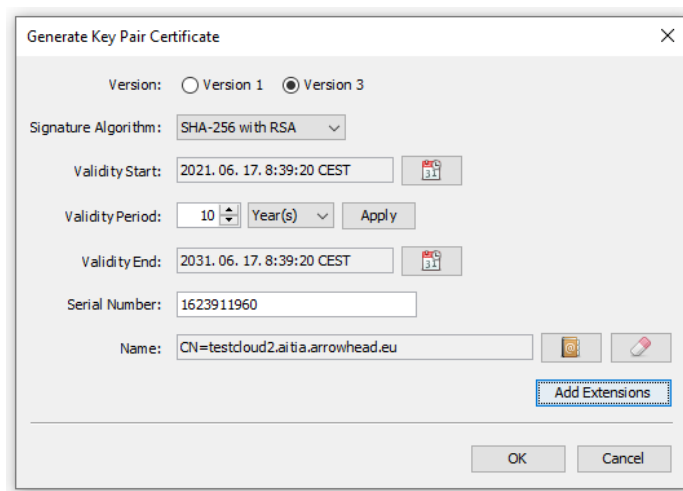 Generate Key Pair Certificate
Version: Version 1 Version 3
Signature Algorithm: SHA-256 with RSA
Validity Start: 2021. 06. 17. 8:39:20 CEST 31
Validity Period: 10 Year(s) Apply
Validity End: 2031. 06. 17. 8:39:20 CEST 31
Serial Number: 1623911960
Name: CN=testcloud2.aitia.arrowhead.eu
Add Extensions
OK Cancel